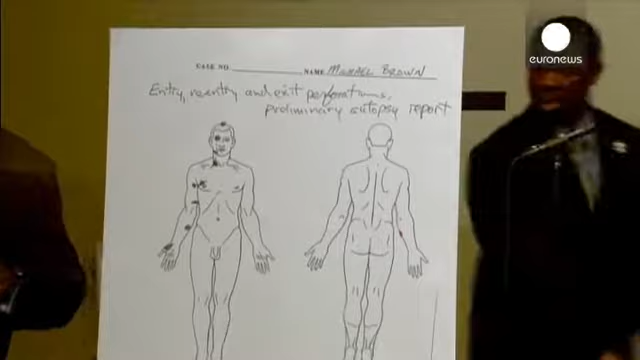 euronews
CASE NO. NAME MICHAEL BROWN
Entry, reentry and exit perforations,
preliminary autopsy report